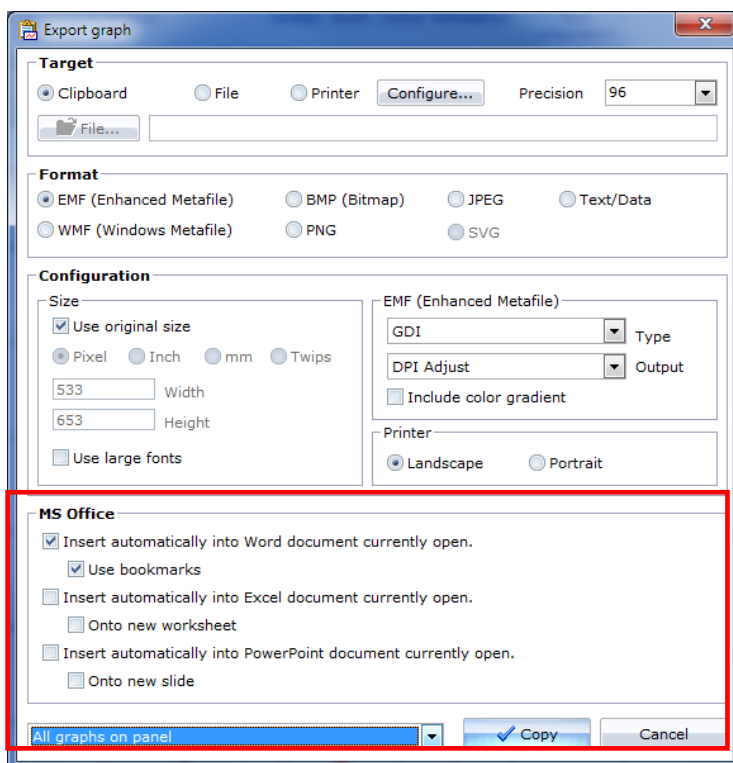 Export graph
Target
Clipboard File Printer Configure... Precision 96
File...
Format
EMF (Enhanced Metafile) BMP (Bitmap) JPEG Text/Data
WMF (Windows Metafile) PNG SVG
Configuration
Size
Use original size
Pixel Inch mm Twips
533 Width
653 Height
Use large fonts
EMF (Enhanced Metafile)
GDI Type
DPI Adjust Output
Include color gradient
Printer
Landscape Portrait
MS Office
Insert automatically into Word document currently open.
Use bookmarks
Insert automatically into Excel document currently open.
Onto new worksheet
Insert automatically into PowerPoint document currently open.
Onto new slide
All graphs on panel Copy Cancel